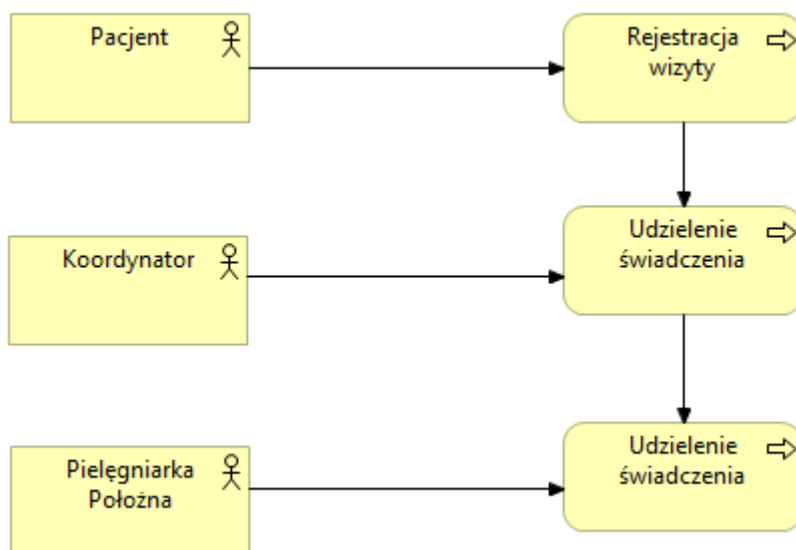 Pacjent
Rejestracja
wizyty
Koordynator
Udzielenie
świadczenia
Pielęgniarka
Położna
Udzielenie
świadczenia